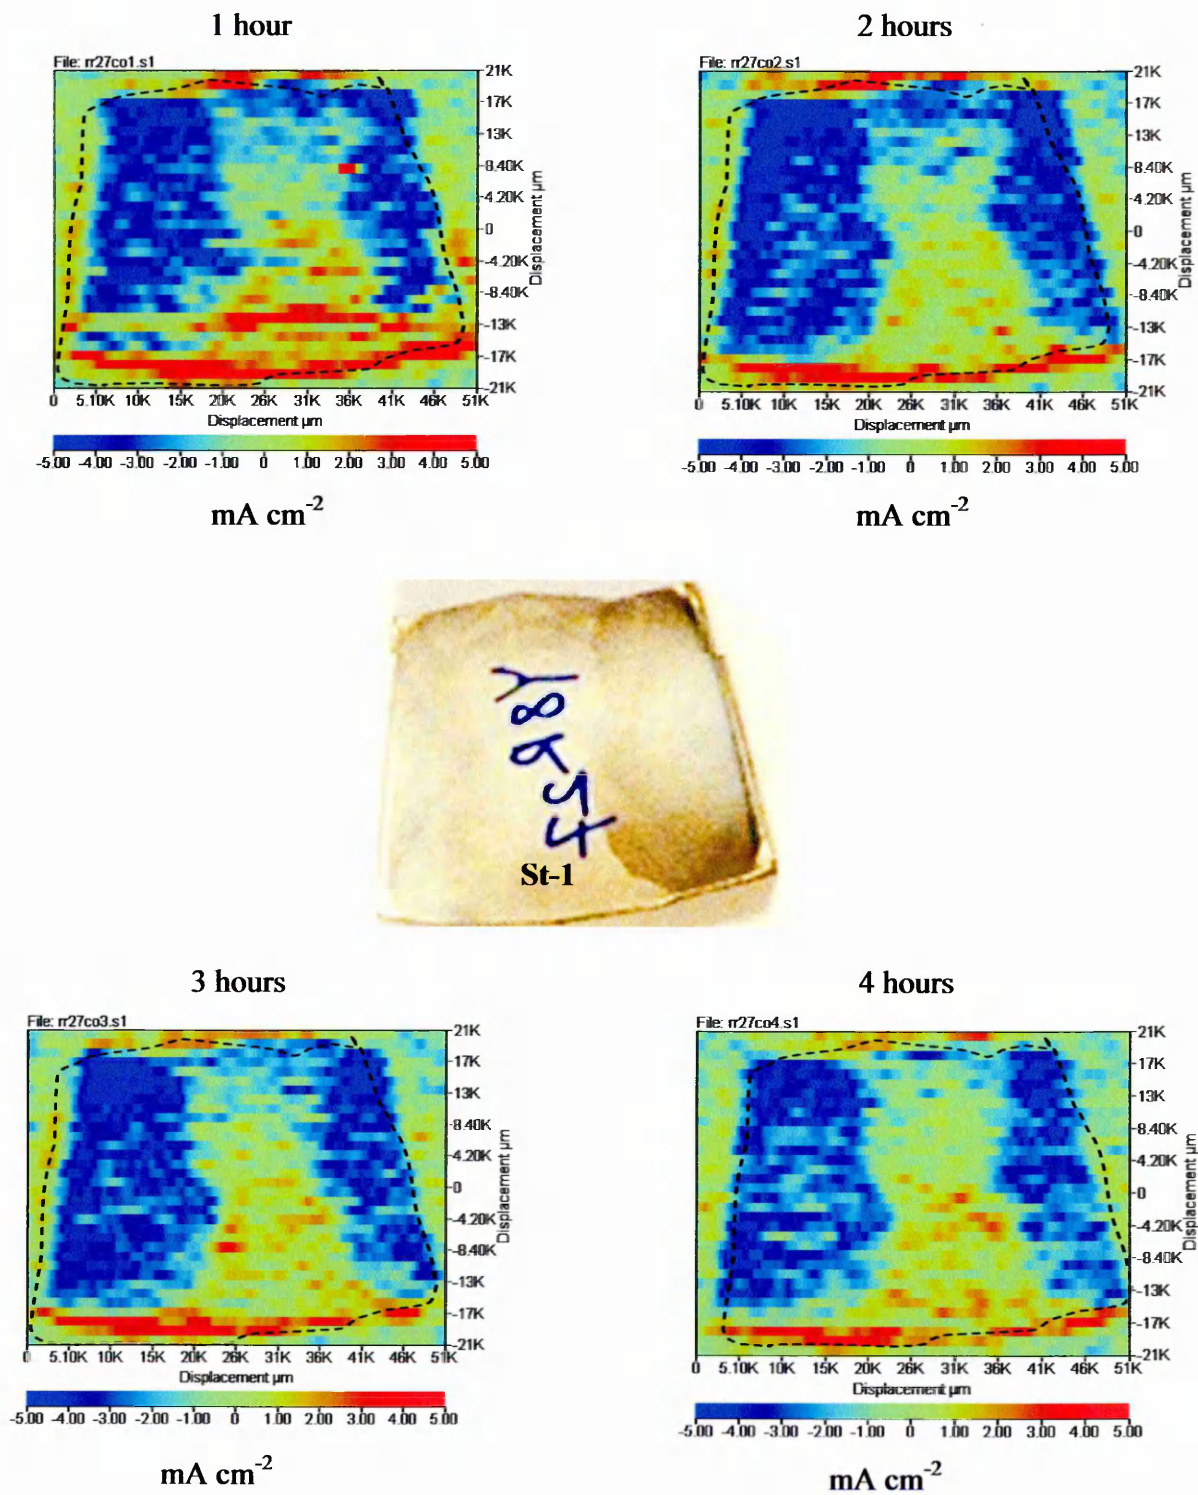 1 hour
File: rr27co1.s1
21K
17K
13K
8.40K
4.20K
0
-4.20K
-8.40K
-13K
-17K
-21K
Displacement µm
0 5.10K 10K 15K 20K 26K 31K 36K 41K 46K 51K
Displacement µm
-5.00 -4.00 -3.00 -2.00 -1.00 0 1.00 2.00 3.00 4.00 5.00
mA cm-2
2 hours
File: rr27co2.s1
21K
17K
13K
8.40K
4.20K
0
-4.20K
-8.40K
-13K
-17K
-21K
Displacement µm
0 5.10K 10K 15K 20K 26K 31K 36K 41K 46K 51K
Displacement µm
-5.00 -4.00 -3.00 -2.00 -1.00 0 1.00 2.00 3.00 4.00 5.00
mA cm-2
Y8954
St-1
3 hours
File: rr27co3.s1
21K
17K
13K
8.40K
4.20K
0
-4.20K
-8.40K
-13K
-17K
-21K
Displacement µm
0 5.10K 10K 15K 20K 26K 31K 36K 41K 46K 51K
Displacement µm
-5.00 -4.00 -3.00 -2.00 -1.00 0 1.00 2.00 3.00 4.00 5.00
mA cm-2
4 hours
File: rr27co4.s1
21K
17K
13K
8.40K
4.20K
0
-4.20K
-8.40K
-13K
-17K
-21K
Displacement µm
0 5.10K 10K 15K 20K 26K 31K 36K 41K 46K 51K
Displacement µm
-5.00 -4.00 -3.00 -2.00 -1.00 0 1.00 2.00 3.00 4.00 5.00
mA cm-2